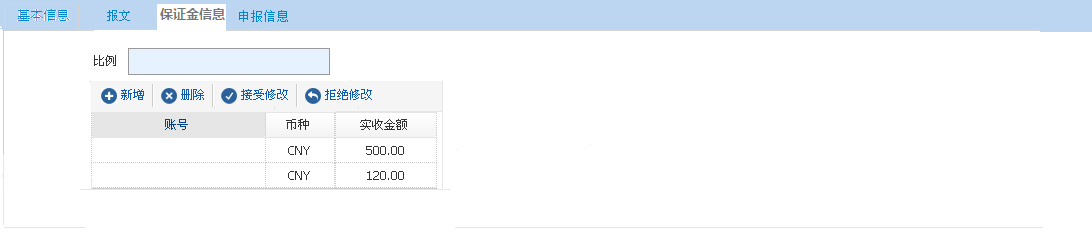 基本信息 报文 保证金信息 申报信息
比例
新增 删除 接受修改 拒绝修改
账号 币种 实收金额
CNY 500.00
CNY 120.00